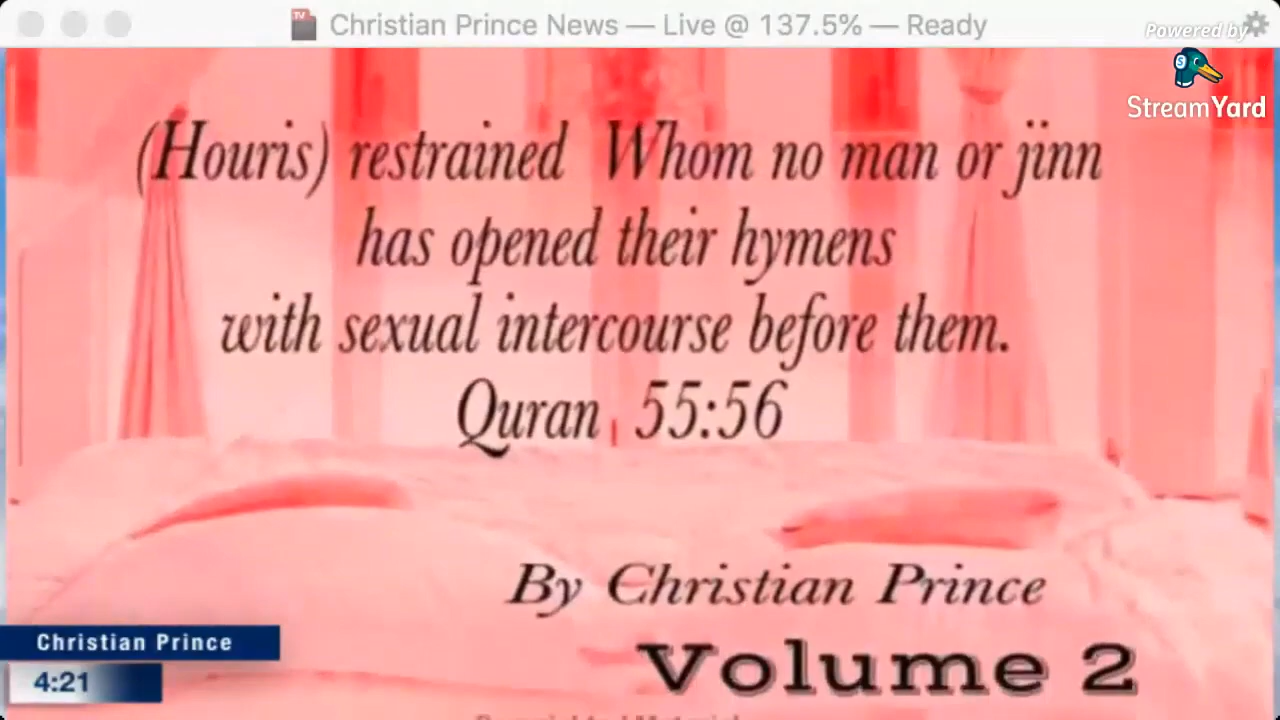 Christian Prince News — Live @ 137.5% — Ready
Powered by
StreamYard
(Houris) restrained Whom no man or jinn
has opened their hymens
with sexual intercourse before them.
Quran 55:56
By Christian Prince
Volume 2
Christian Prince
4:21